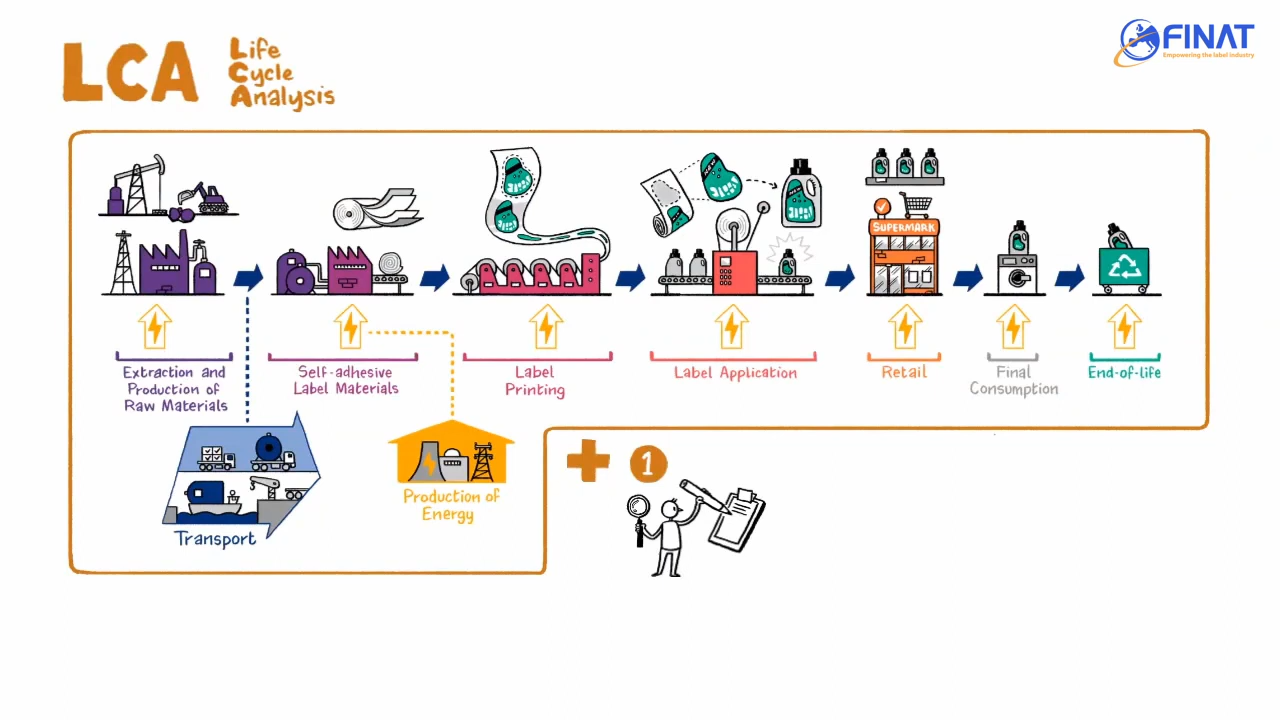 LCA
Life
Cycle
Analysis
FINAT
Empowering the label industry
SUPERMARK
Extraction and
Production of
Raw Materials
Self-adhesive
Label Materials
Label
Printing
Label Application
Retail
Final
Consumption
End-of-life
Transport
Production of
Energy
1